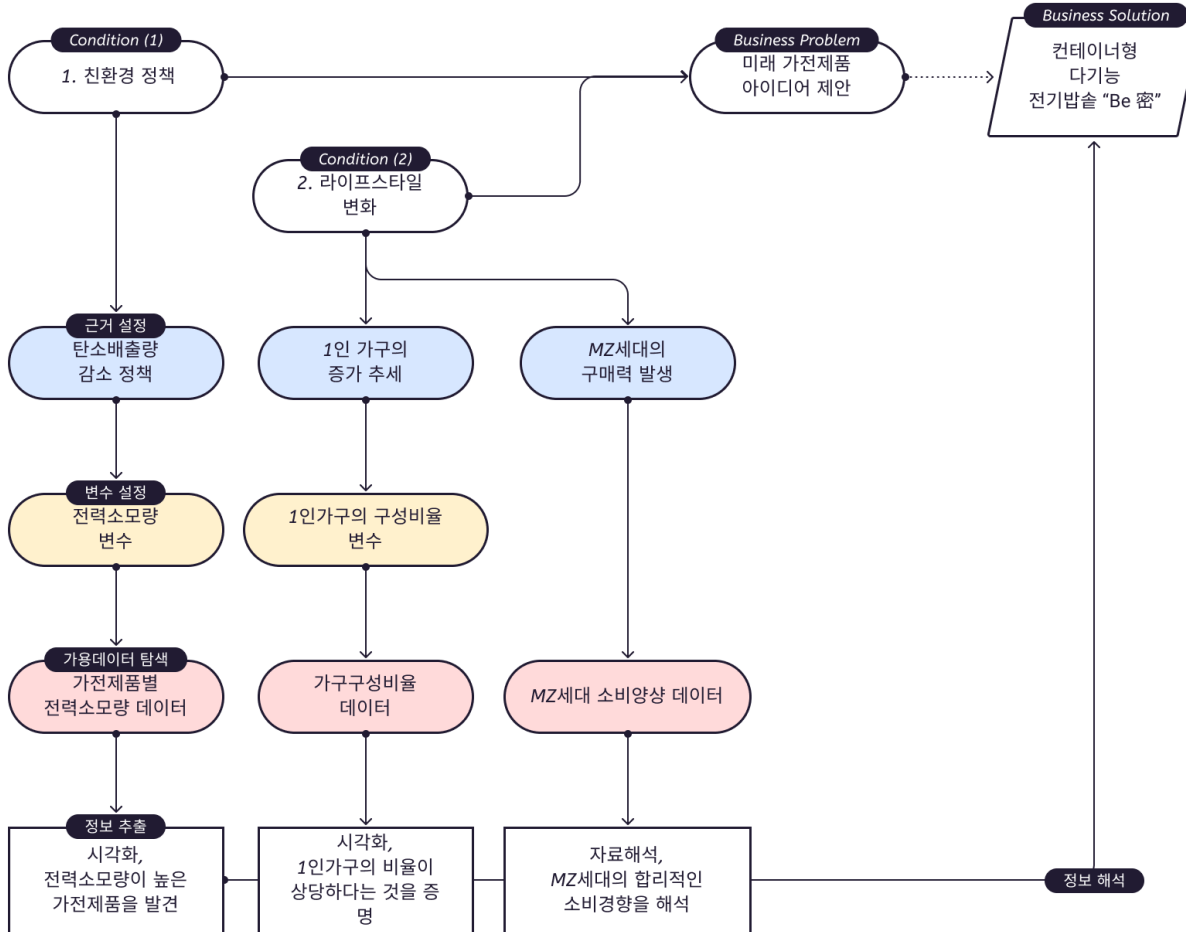 Condition (1)
1. 친환경 정책
Business Problem
미래 가전제품
아이디어 제안
Business Solution
컨테이너형
다기능
전기밥솥 “Be 密”
Condition (2)
2. 라이프스타일
변화
근거 설정
탄소배출량
감소 정책
1인 가구의
증가 추세
MZ세대의
구매력 발생
변수 설정
전력소모량
변수
1인가구의 구성비율
변수
가용데이터 탐색
가전제품별
전력소모량 데이터
가구구성비율
데이터
MZ세대 소비양샹 데이터
정보 추출
시각화,
전력소모량이 높은
가전제품을 발견
시각화,
1인가구의 비율이
상당하다는 것을 증
명
자료해석,
MZ세대의 합리적인
소비경향을 해석
정보 해석